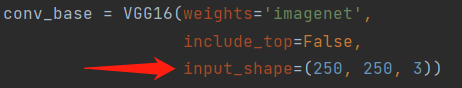 conv_base = VGG16(weights='imagenet',
include_top=False,
input_shape=(250, 250, 3))